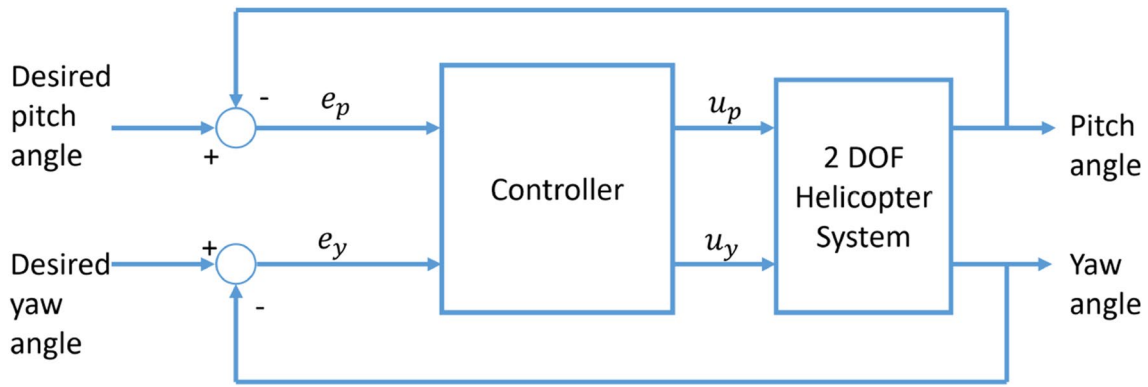 Desired
pitch
angle
-
+
e_p
Controller
u_p
2 DOF
Helicopter
System
Pitch
angle
Desired
yaw
angle
+
-
e_y
u_y
Yaw
angle